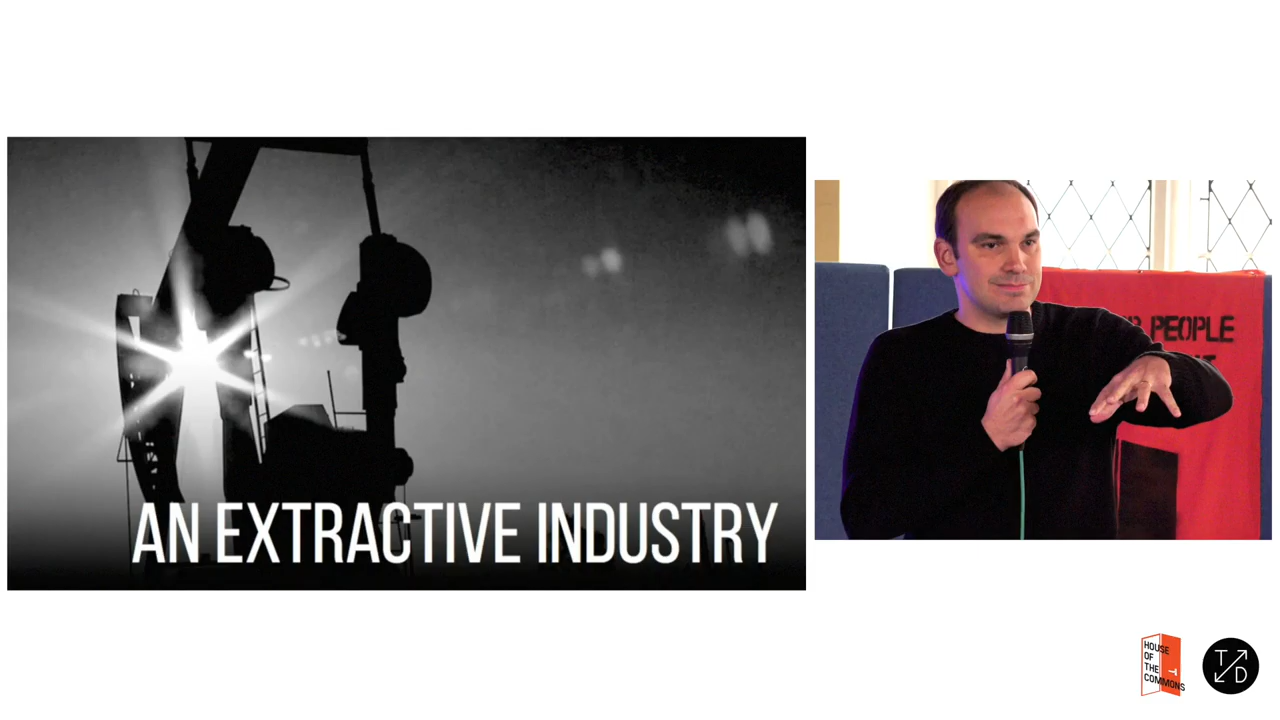 AN EXTRACTIVE INDUSTRY
PEOPLE
HOUSE
OF
THE
COMMONS
T
D